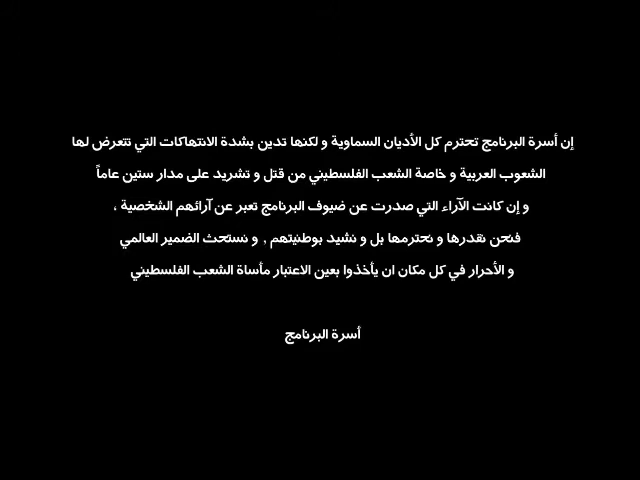 إن أسرة البرنامج تحترم كل الأديان السماوية و لكنها تدين بشدة الانتهاكات التي تتعرض لها
الشعوب العربية و خاصة الشعب الفلسطيني من قتل و تشريد على مدار ستين عاماً
و إن كانت الآراء التي صدرت عن ضيوف البرنامج تعبر عن آرائهم الشخصية ،
فنحن نقدرها و نحترمها بل و نشيد بوطنيتهم , و نستحث الضمير العالمي
و الأحرار في كل مكان ان يأخذوا بعين الاعتبار مأساة الشعب الفلسطيني
أسرة البرنامج